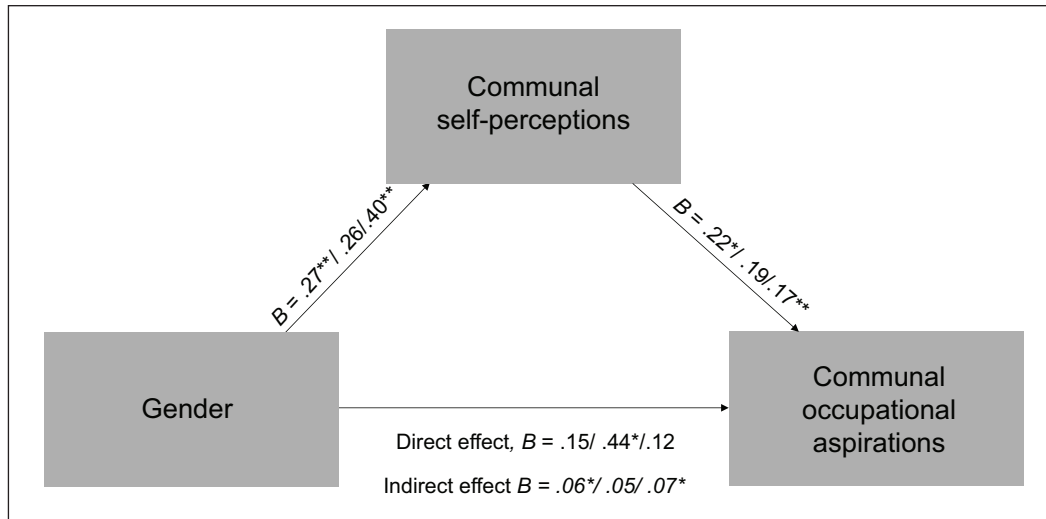 Communal
self-perceptions
B = .27**/ .26/.40**
B = .22*/ .19/.17**
Gender
Communal
occupational
aspirations
Direct effect, B = .15/ .44*/.12
Indirect effect B = .06*/ .05/ .07*